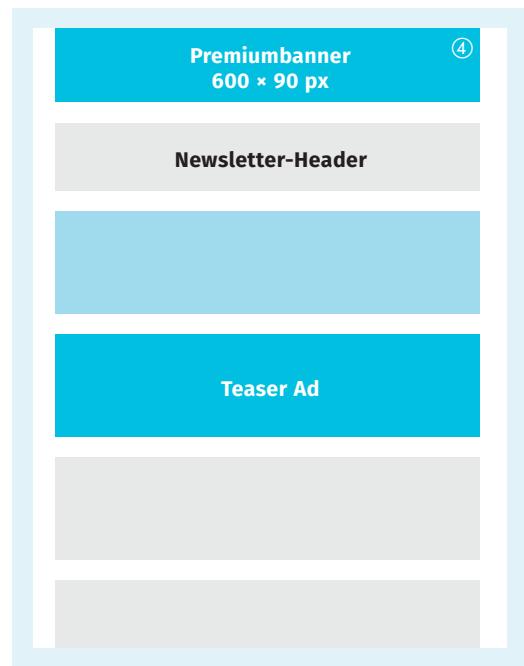 Premiumbanner
600 × 90 px
④
Newsletter-Header
Teaser Ad